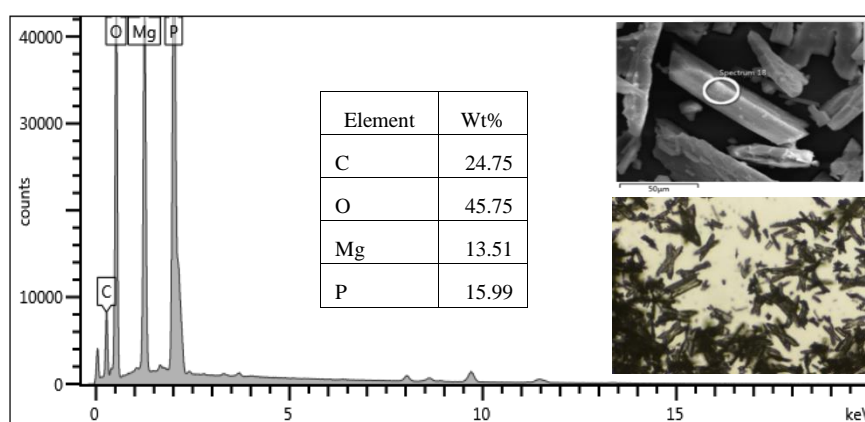 40000
30000
10000
0
counts
O Mg P
C
0 5 10 15 keV
Element Wt%
C 24.75
O 45.75
Mg 13.51
P 15.99
Spectrum 18
50μm